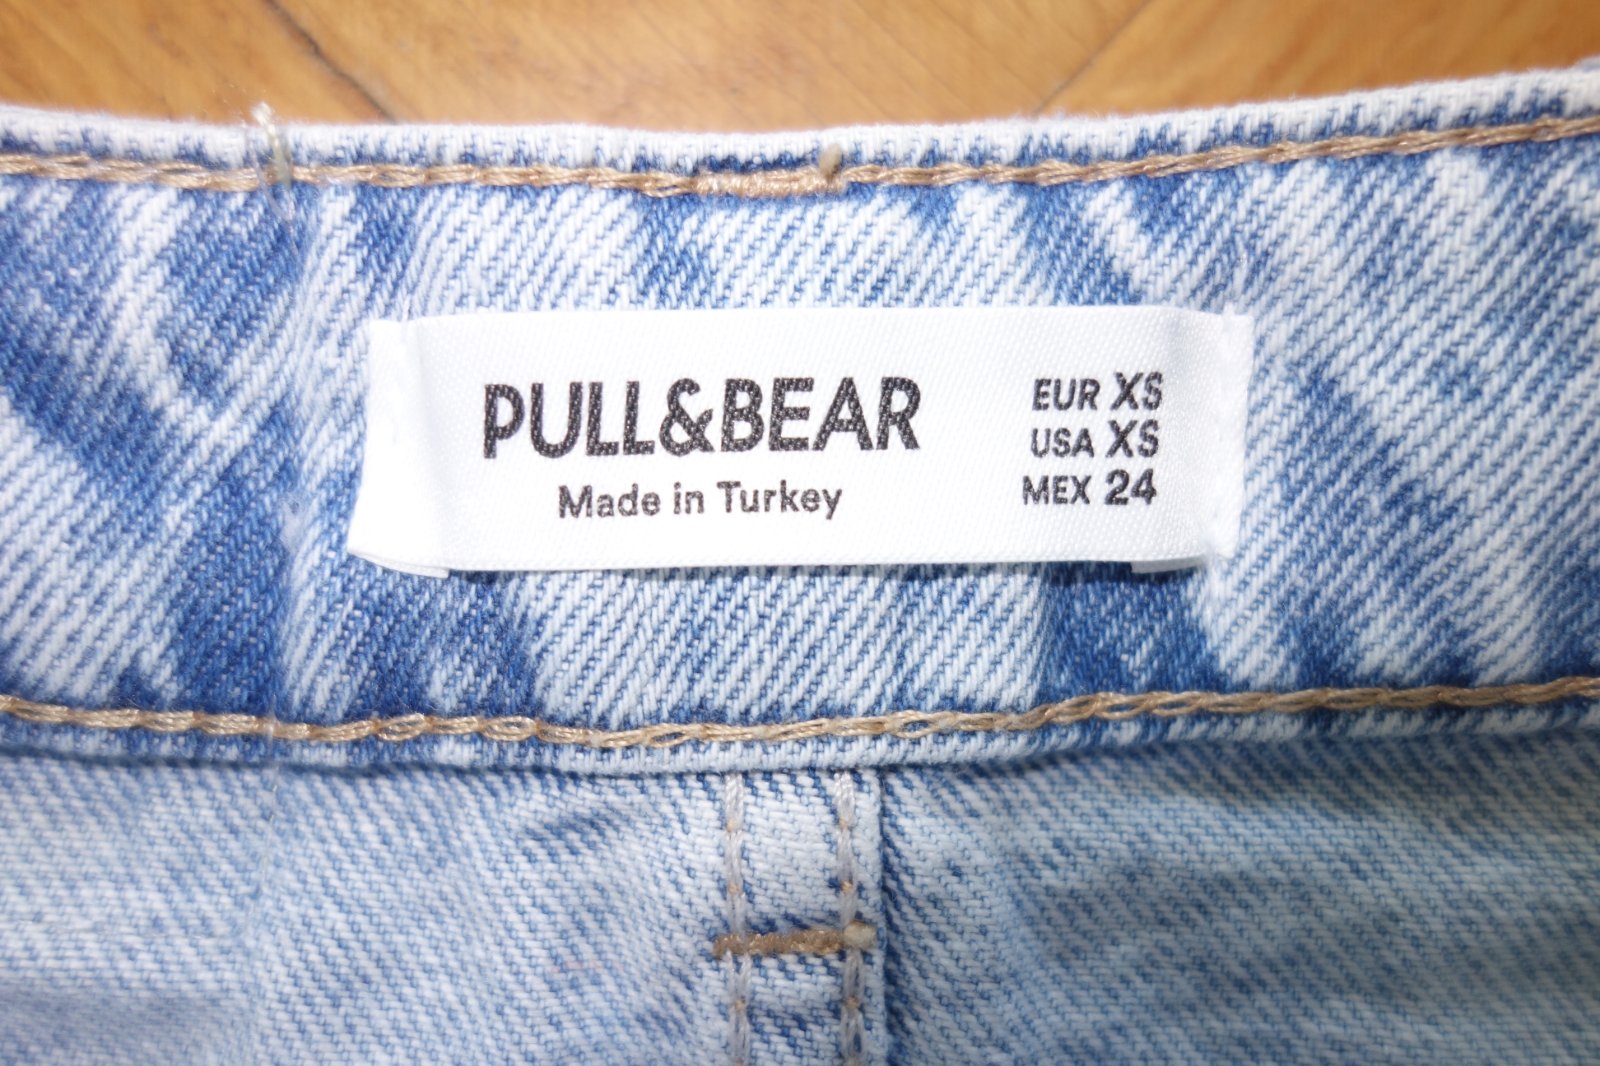 PULL&BEAR
Made in Turkey
EUR XS
USA XS
MEX 24